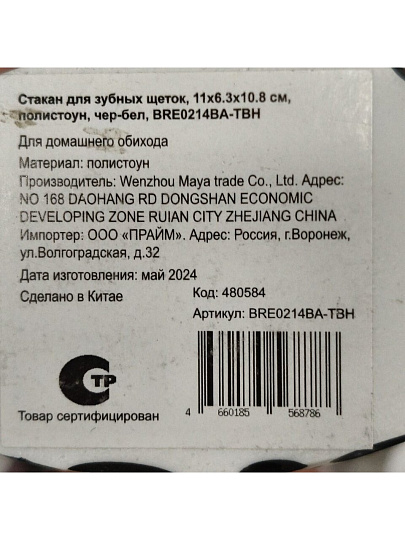 Стакан для зубных щеток, 11х6.3х10.8 см,
полистоун, чер-бел, BRE0214BA-TBH
Для домашнего обихода
Материал: полистоун
Производитель: Wenzhou Maya trade Co., Ltd. Адрес:
NO 168 DAOHANG RD DONGSHAN ECONOMIC
DEVELOPING ZONE RUIAN CITY ZHEJIANG CHINA
Импортер: ООО «ПРАЙМ». Адрес: Россия, г.Воронеж,
ул.Волгоградская, д.32
Дата изготовления: май 2024
Сделано в Китае
Код: 480584
Артикул: BRE0214BA-TBH
СТР
Товар сертифицирован
4 660185 568786